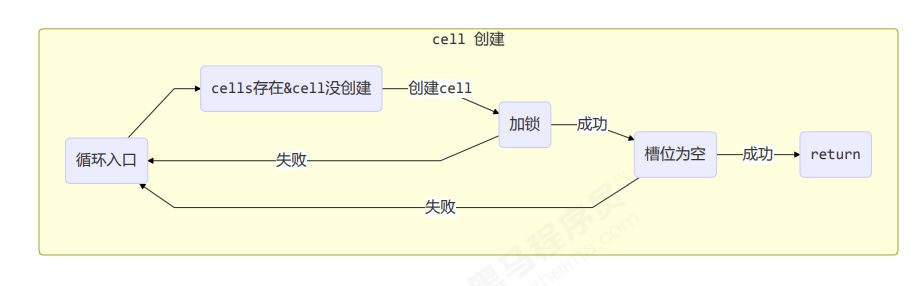 cell 创建
cells存在&cell没创建
创建cell
加锁
成功
循环入口
失败
槽位为空
成功
return
失败
黑马程序员
itheima.com